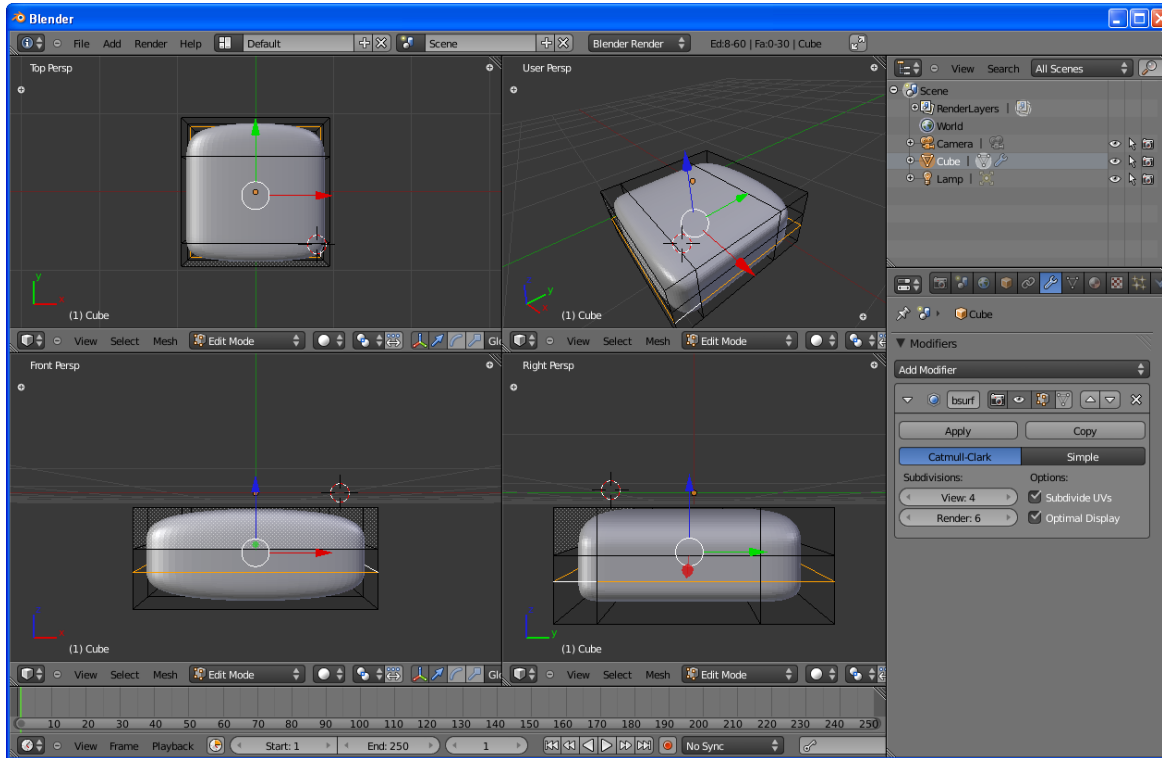 Blender
File Add Render Help Default Scene Blender Render Ed:8-60 | Fa:0-30 | Cube
Top Persp
User Persp
View Search All Scenes
Scene
RenderLayers
World
Camera
Cube
Lamp
y
x
(1) Cube
y
(1) Cube
Cube
View Select Mesh Edit Mode Glo
View Select Mesh Edit Mode
Modifiers
Front Persp
Right Persp
Add Modifier
bsurf
Apply Copy
Catmull-Clark Simple
Subdivisions: Options:
View: 4 Subdivide UVs
Render: 6 Optimal Display
z
x
(1) Cube
z
y
(1) Cube
View Select Mesh Edit Mode Glo
View Select Mesh Edit Mode
0 10 20 30 40 50 60 70 80 90 100 110 120 130 140 150 160 170 180 190 200 210 220 230 240 250
View Frame Playback Start: 1 End: 250 1 No Sync